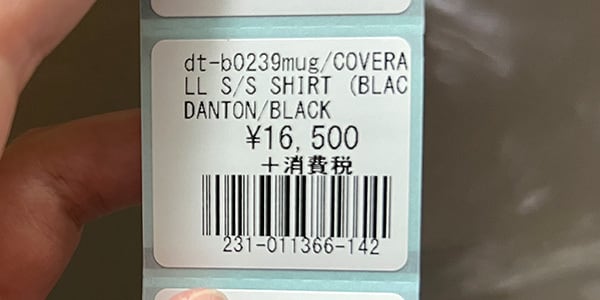 dt-b0239mug/COVERA
LL S/S SHIRT (BLAC
DANTON/BLACK
¥16,500
+消費税
231-011366-142